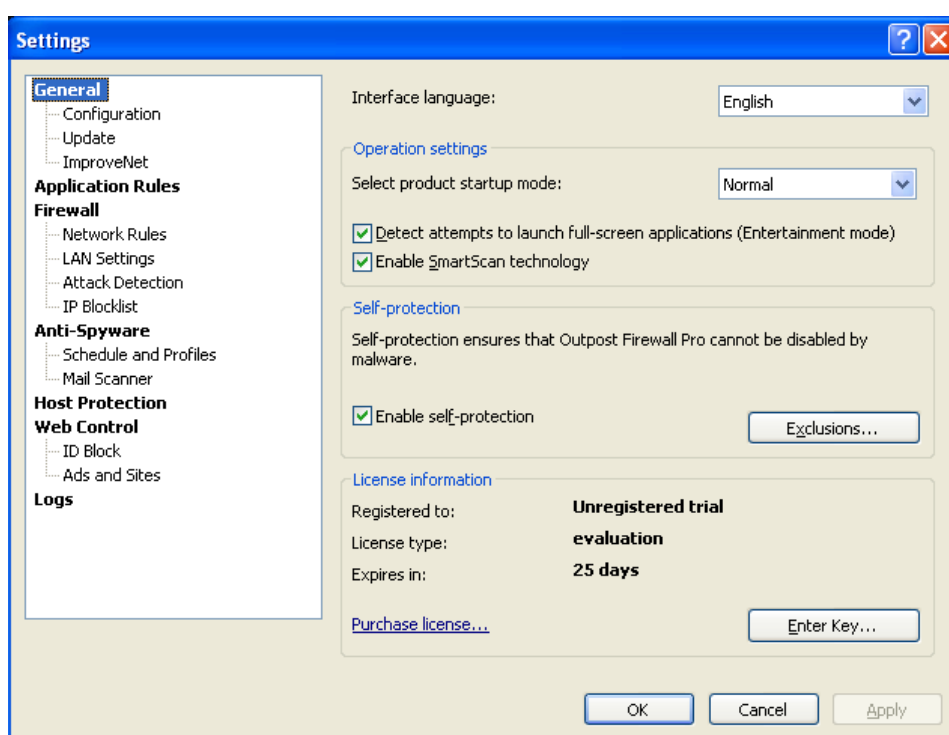 Settings
General
Configuration
Update
ImproveNet
Application Rules
Firewall
Network Rules
LAN Settings
Attack Detection
IP Blocklist
Anti-Spyware
Schedule and Profiles
Mail Scanner
Host Protection
Web Control
ID Block
Ads and Sites
Logs
Interface language: English
Operation settings
Select product startup mode: Normal
Detect attempts to launch full-screen applications (Entertainment mode)
Enable SmartScan technology
Self-protection
Self-protection ensures that Outpost Firewall Pro cannot be disabled by
malware.
Enable self-protection
Exclusions...
License information
Registered to: Unregistered trial
License type: evaluation
Expires in: 25 days
Purchase license...
Enter Key...
OK Cancel Apply